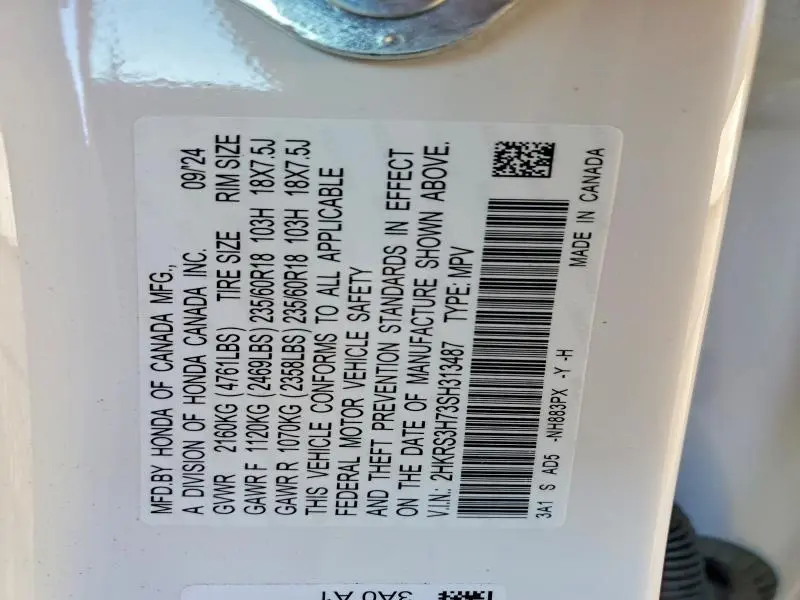 MFD.BY HONDA OF CANADA MFG.,
A DIVISION OF HONDA CANADA INC. 09/24
GVWR 2160KG (4761LBS) TIRE SIZE RIM SIZE
GAWR F 1120KG (2469LBS) 235/60R18 103H 18X7.5J
GAWR R 1070KG (2358LBS) 235/60R18 103H 18X7.5J
THIS VEHICLE CONFORMS TO ALL APPLICABLE
FEDERAL MOTOR VEHICLE SAFETY
AND THEFT PREVENTION STANDARDS IN EFFECT
ON THE DATE OF MANUFACTURE SHOWN ABOVE.
V.I.N.: 2HKRS3H73SH313487 TYPE: MPV
3A1 S AD5 -NH883PX -Y -H MADE IN CANADA
3A0 A1